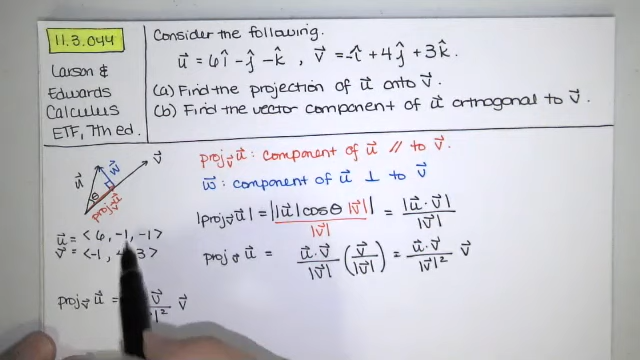 11.3.044
Larson &
Edwards
Calculus
ETF, 7th ed.
Consider the following.
u⃗ = 6î - ĵ - k̂ , v⃗ = -î + 4ĵ + 3k̂.
(a) Find the projection of u⃗ onto v⃗.
(b) Find the vector component of u⃗ orthogonal to v⃗.
u⃗ w⃗ v⃗
θ
proj_v⃗ u⃗
u⃗ = < 6, -1, -1 >
v⃗ = < -1, 3 >
proj_v⃗ u⃗ = v⃗ / |² v⃗
proj_v⃗ u⃗ : component of u⃗ // to v⃗.
w⃗ : component of u⃗ ⊥ to v⃗
|proj_v⃗ u⃗| = ||u⃗| cos θ |v⃗| / |v⃗|| = |u⃗ · v⃗| / |v⃗|
proj_v⃗ u⃗ = u⃗ · v⃗ / |v⃗| (v⃗ / |v⃗|) = u⃗ · v⃗ / |v⃗|² v⃗